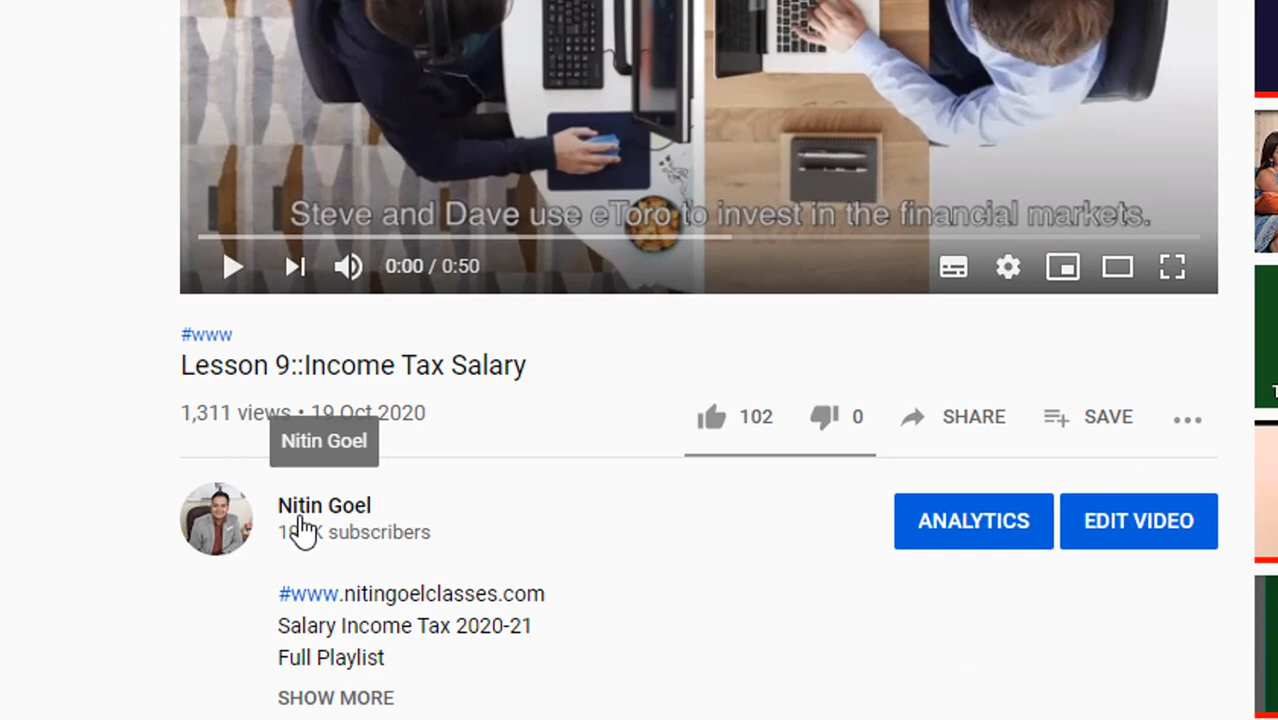 Steve and Dave use eToro to invest in the financial markets.
0:00 / 0:50
#www
Lesson 9::Income Tax Salary
1,311 views • 19 Oct 2020
102
0
SHARE
SAVE
Nitin Goel
Nitin Goel
subscribers
ANALYTICS
EDIT VIDEO
#www.nitingoelclasses.com
Salary Income Tax 2020-21
Full Playlist
SHOW MORE